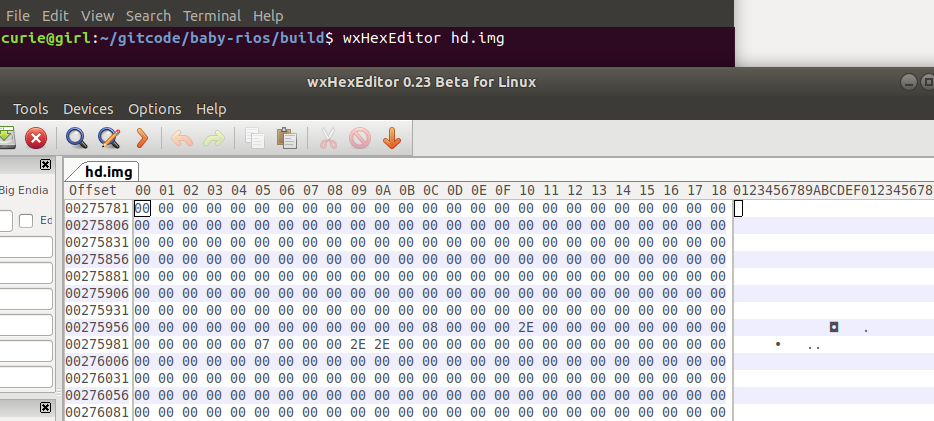 File Edit View Search Terminal Help
curie@girl:~/gitcode/baby-rios/build$ wxHexEditor hd.img
wxHexEditor 0.23 Beta for Linux
Tools Devices Options Help
hd.img
Big Endia
Offset 00 01 02 03 04 05 06 07 08 09 0A 0B 0C 0D 0E 0F 10 11 12 13 14 15 16 17 18 0123456789ABCDEF012345678
00275781 00 00 00 00 00 00 00 00 00 00 00 00 00 00 00 00 00 00 00 00 00 00 00 00 00
00275806 00 00 00 00 00 00 00 00 00 00 00 00 00 00 00 00 00 00 00 00 00 00 00 00 00
Ec
00275831 00 00 00 00 00 00 00 00 00 00 00 00 00 00 00 00 00 00 00 00 00 00 00 00 00
00275856 00 00 00 00 00 00 00 00 00 00 00 00 00 00 00 00 00 00 00 00 00 00 00 00 00
00275881 00 00 00 00 00 00 00 00 00 00 00 00 00 00 00 00 00 00 00 00 00 00 00 00 00
00275906 00 00 00 00 00 00 00 00 00 00 00 00 00 00 00 00 00 00 00 00 00 00 00 00 00
00275931 00 00 00 00 00 00 00 00 00 00 00 00 00 00 00 00 00 00 00 00 00 00 00 00 00
00275956 00 00 00 00 00 00 00 00 00 00 00 00 08 00 00 00 2E 00 00 00 00 00 00 00 00 ◘ .
00275981 00 00 00 00 00 07 00 00 00 2E 2E 00 00 00 00 00 00 00 00 00 00 00 00 00 00 • ..
00276006 00 00 00 00 00 00 00 00 00 00 00 00 00 00 00 00 00 00 00 00 00 00 00 00 00
00276031 00 00 00 00 00 00 00 00 00 00 00 00 00 00 00 00 00 00 00 00 00 00 00 00 00
00276056 00 00 00 00 00 00 00 00 00 00 00 00 00 00 00 00 00 00 00 00 00 00 00 00 00
00276081 00 00 00 00 00 00 00 00 00 00 00 00 00 00 00 00 00 00 00 00 00 00 00 00 00